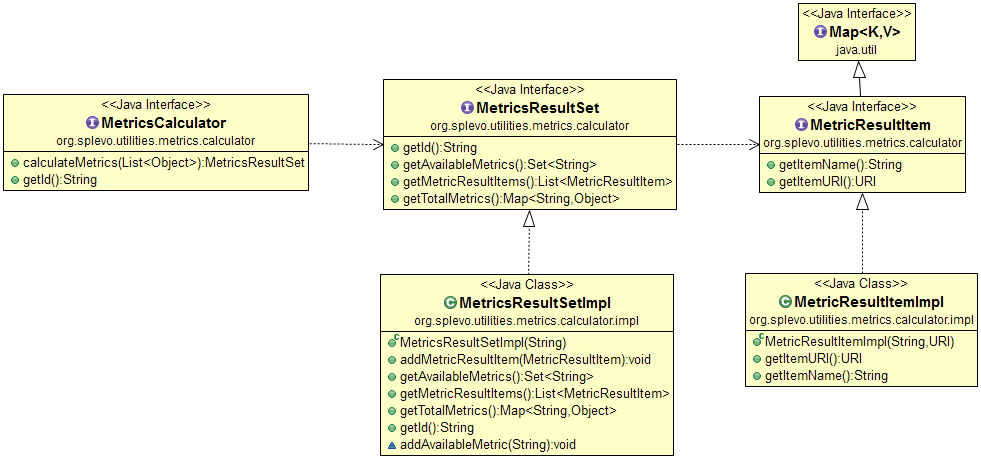 <<Java Interface>>
Map<K,V>
java.util
<<Java Interface>>
MetricsCalculator
org.splevo.utilities.metrics.calculator
calculateMetrics(List<Object>):MetricsResultSet
getId():String
<<Java Interface>>
MetricsResultSet
org.splevo.utilities.metrics.calculator
getId():String
getAvailableMetrics():Set<String>
getMetricResultItems():List<MetricResultItem>
getTotalMetrics():Map<String,Object>
<<Java Interface>>
MetricResultItem
org.splevo.utilities.metrics.calculator
getItemName():String
getItemURI():URI
<<Java Class>>
MetricsResultSetImpl
org.splevo.utilities.metrics.calculator.impl
MetricsResultSetImpl(String)
addMetricResultItem(MetricResultItem):void
getAvailableMetrics():Set<String>
getMetricResultItems():List<MetricResultItem>
getTotalMetrics():Map<String,Object>
getId():String
addAvailableMetric(String):void
<<Java Class>>
MetricResultItemImpl
org.splevo.utilities.metrics.calculator.impl
MetricResultItemImpl(String,URI)
getItemURI():URI
getItemName():String